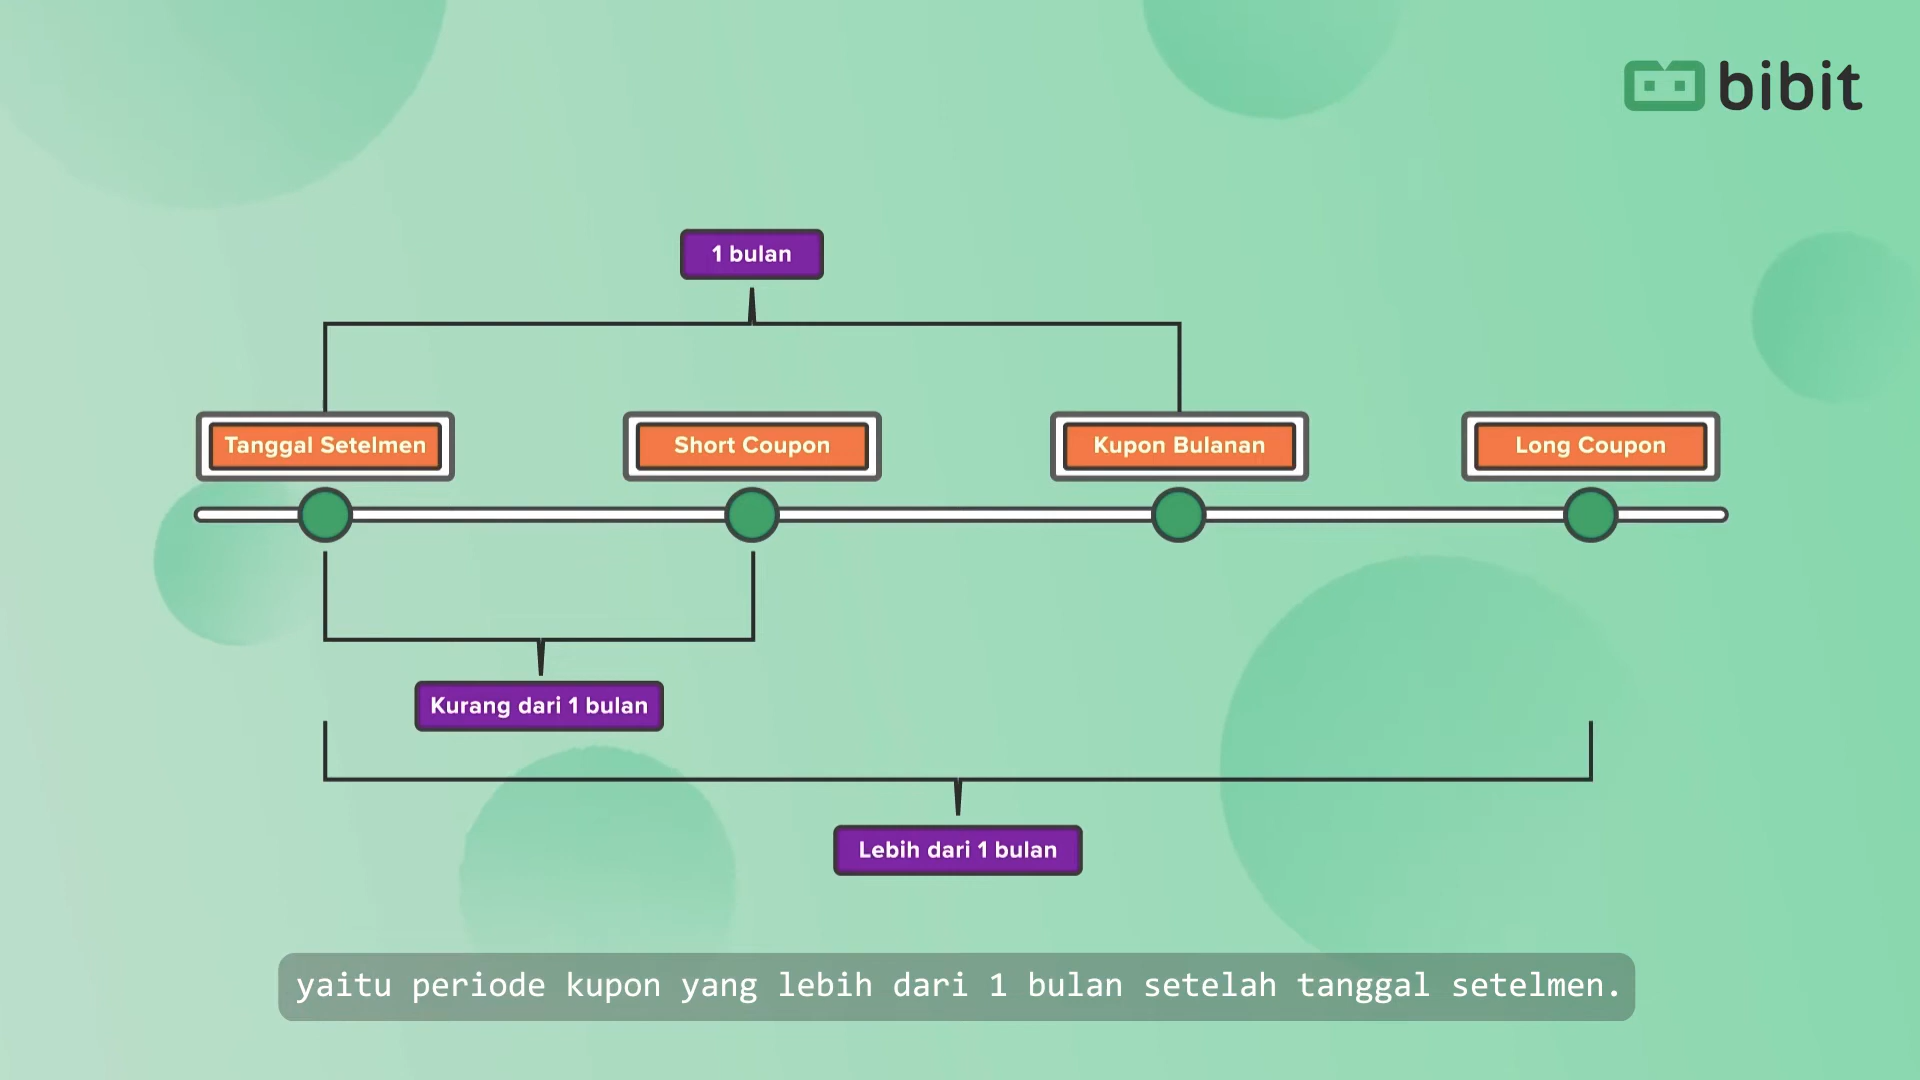 bibit
1 bulan
Tanggal Setelmen
Short Coupon
Kupon Bulanan
Long Coupon
Kurang dari 1 bulan
Lebih dari 1 bulan
yaitu periode kupon yang lebih dari 1 bulan setelah tanggal setelmen.